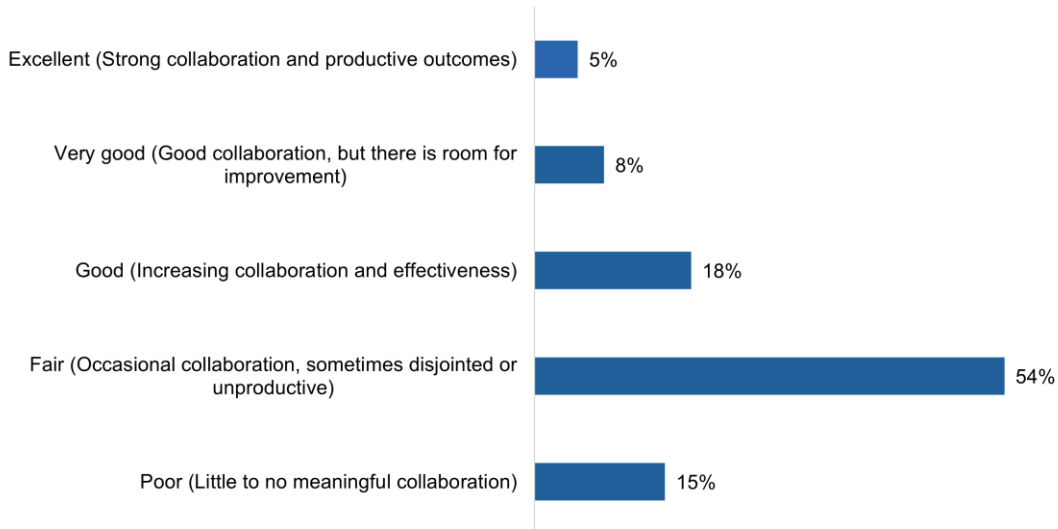 Excellent (Strong collaboration and productive outcomes)
5%
Very good (Good collaboration, but there is room for
improvement)
8%
Good (Increasing collaboration and effectiveness)
18%
Fair (Occasional collaboration, sometimes disjointed or
unproductive)
54%
Poor (Little to no meaningful collaboration)
15%